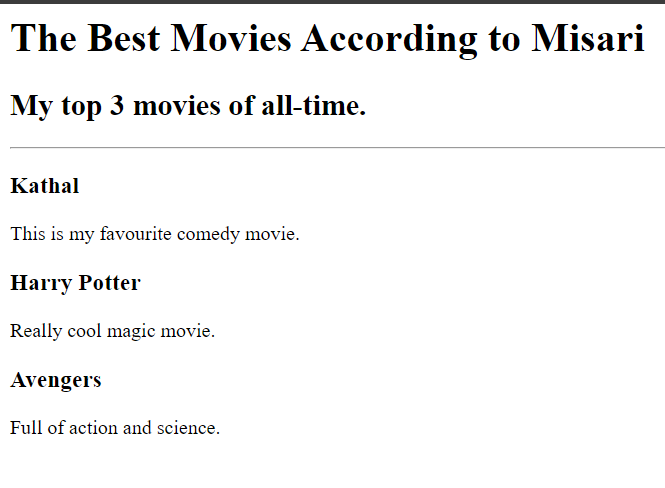 The Best Movies According to Misari
My top 3 movies of all-time.
Kathal
This is my favourite comedy movie.
Harry Potter
Really cool magic movie.
Avengers
Full of action and science.